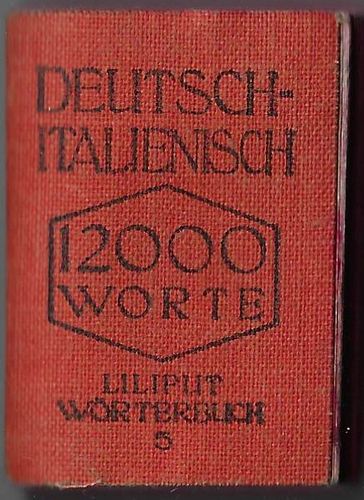 DEUTSCH-
ITALIENISCH
12000
WORTE
LILIPUT
WÖRTERBUCH
5